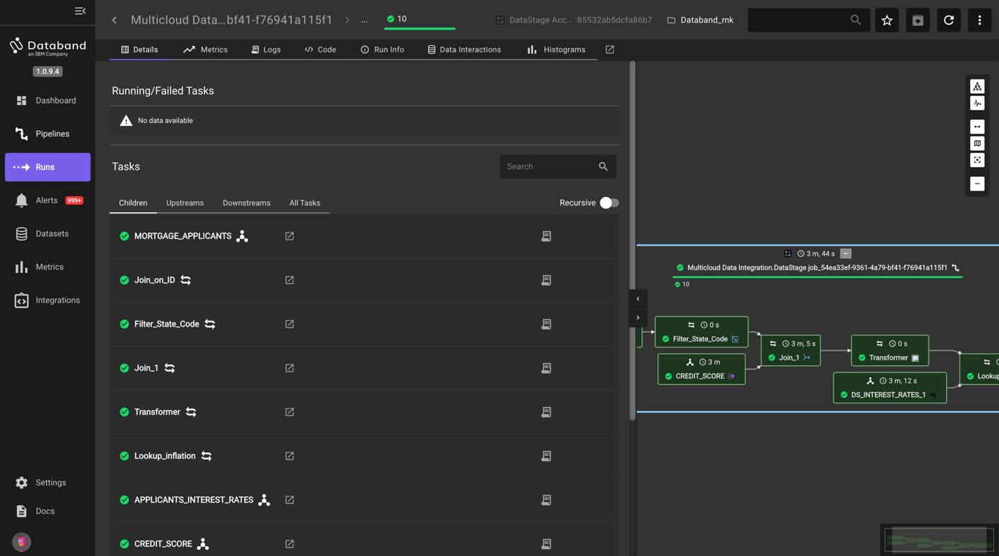 Multicloud Data...bf41-f76941a115f1
...
10
DataStage Acc... :85532ab5dcfa86b7
Databand_mk
Databand
an IBM Company
1.0.9.4
Dashboard
Pipelines
Runs
Alerts 999+
Datasets
Metrics
Integrations
Settings
Docs
Details
Metrics
Logs
Code
Run Info
Data Interactions
Histograms
Running/Failed Tasks
No data available
Tasks
Search
Children
Upstreams
Downstreams
All Tasks
Recursive
MORTGAGE_APPLICANTS
Join_on_ID
Filter_State_Code
Join_1
Transformer
Lookup_inflation
APPLICANTS_INTEREST_RATES
CREDIT_SCORE
3 m, 44 s
Multicloud Data Integration.DataStage job_54ea33ef-9361-4a79-bf41-f76941a115f1
10
0 s
Filter_State_Code
3 m
CREDIT_SCORE
3 m, 5 s
Join_1
0 s
Transformer
3 m, 12 s
DS_INTEREST_RATES_1
Mg
Lookup